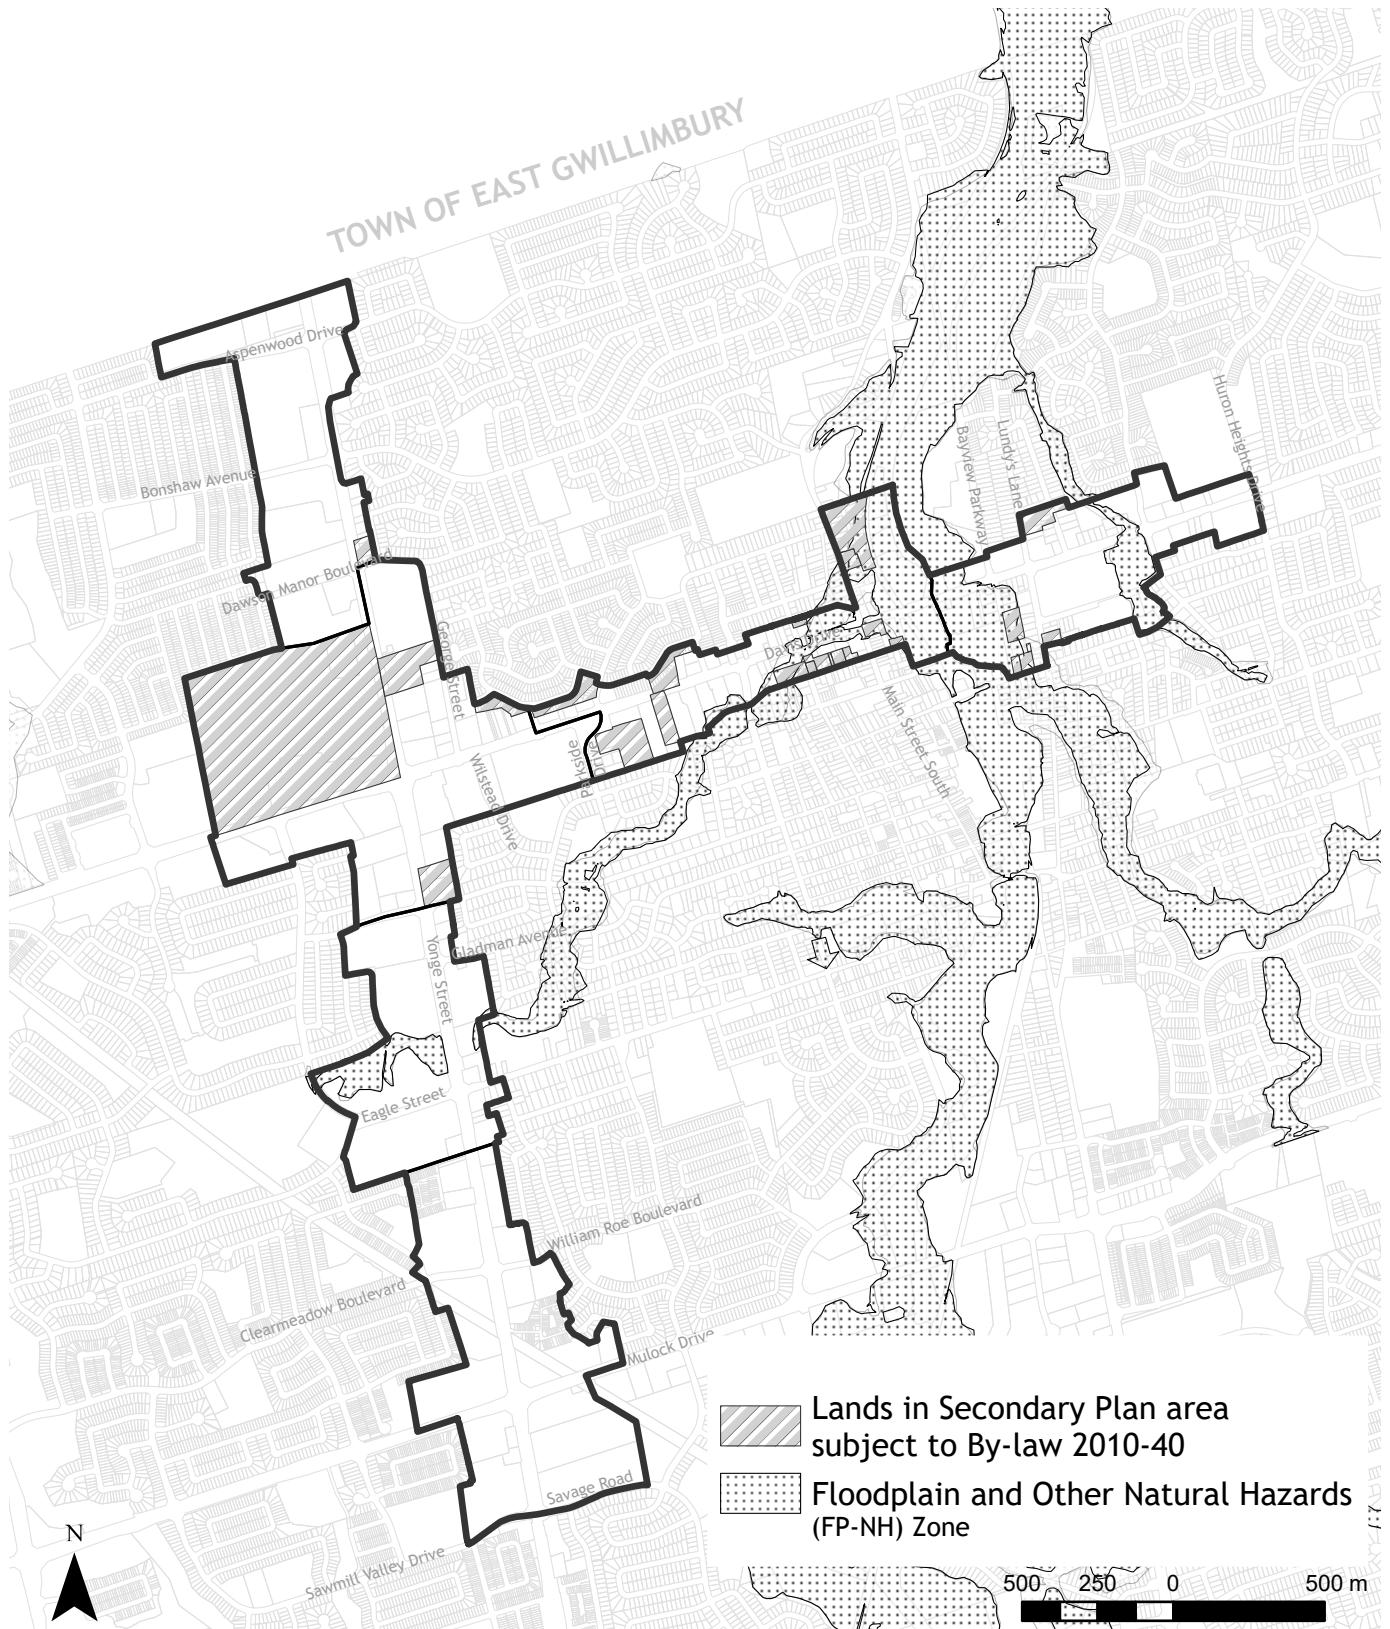 TOWN OF EAST GWILLIMBURY
Aspenwood Drive
Huron Heights Drive
Bonshaw Avenue
Lundy's Lane
Bayview Parkway
Dawson Manor Boulevard
George Street
Davis Drive
Main Street South
Parkside
Drive
Wilstead Drive
Gladman Avenue
Yonge Street
Eagle Street
William Roe Boulevard
Clearmeadow Boulevard
Mulock Drive
Lands in Secondary Plan area
subject to By-law 2010-40
Savage Road
Floodplain and Other Natural Hazards
(FP-NH) Zone
N
Sawmill Valley Drive
500 250 0 500 m